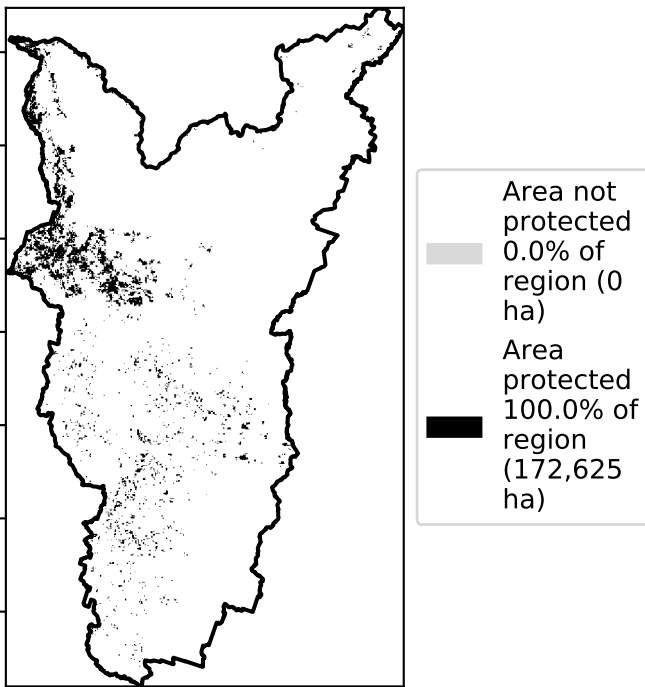 Area not
protected
0.0% of
region (0
ha)
Area
protected
100.0% of
region
(172,625
ha)